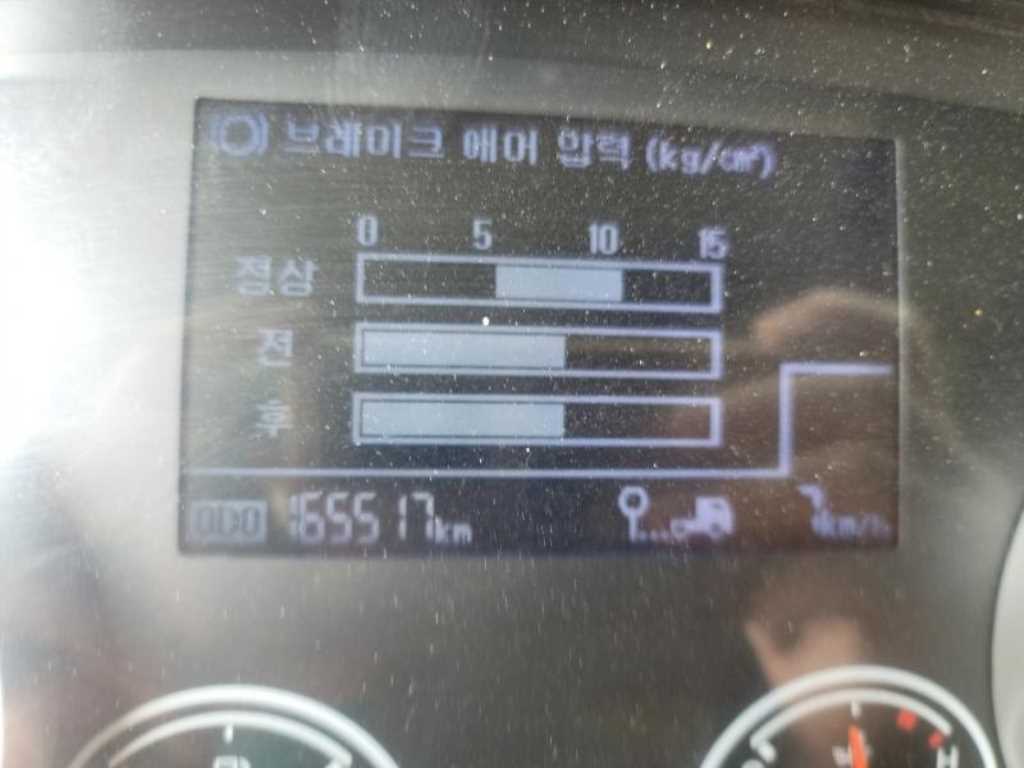 브레이크 에어 압력 (kg/cm²)
0 5 10 15
정상
전
후
ODO 165517km
7km/h
H